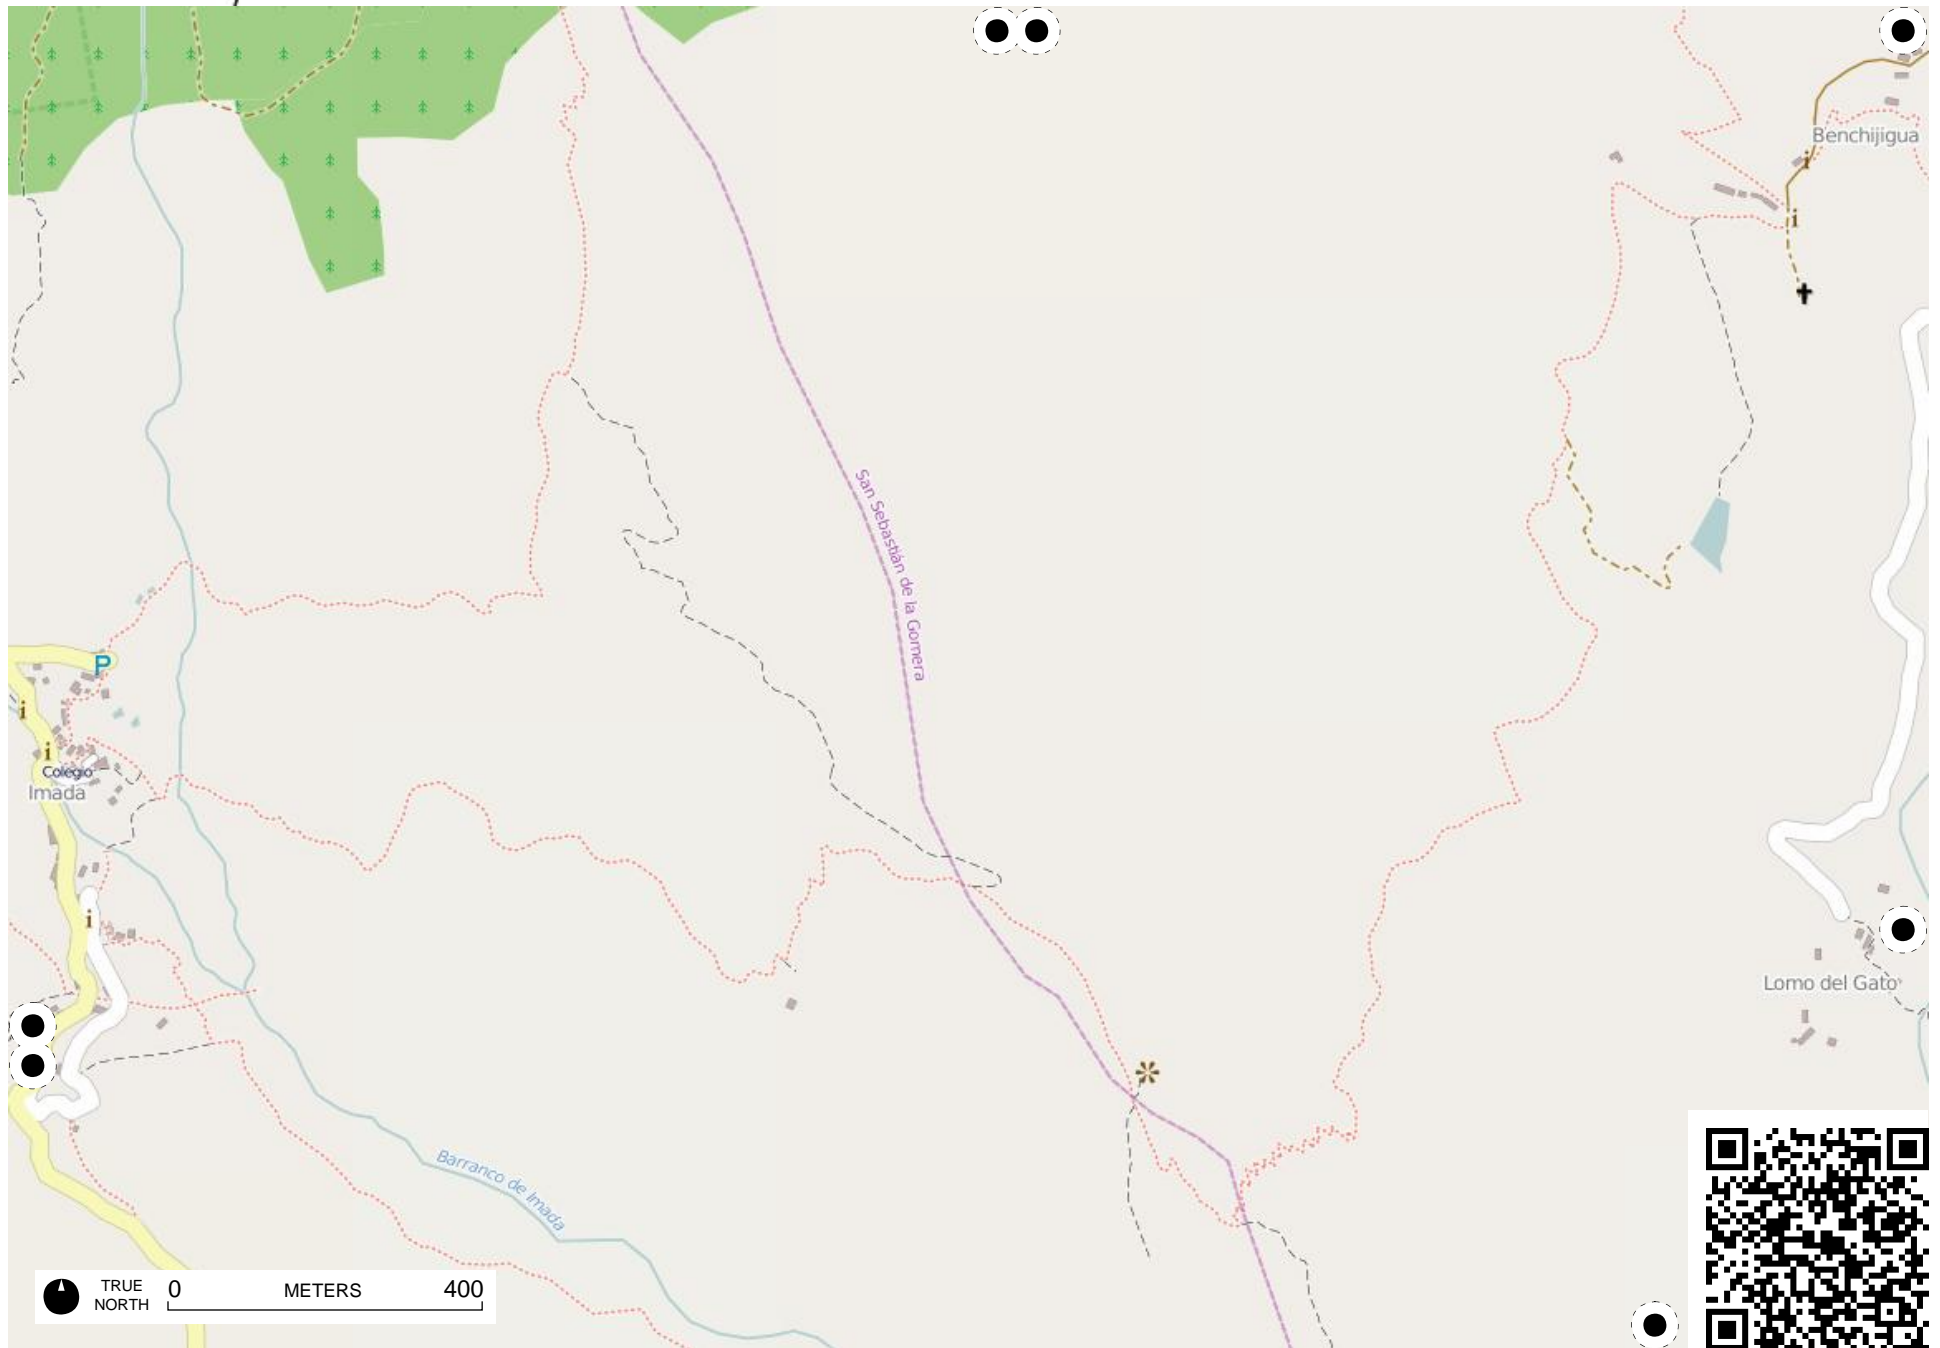 Benchijigua
San Sebastián de la Gomera
P
Colegio
Imada
Lomo del Gato
Barranco de Imada
TRUE NORTH
0 METERS 400